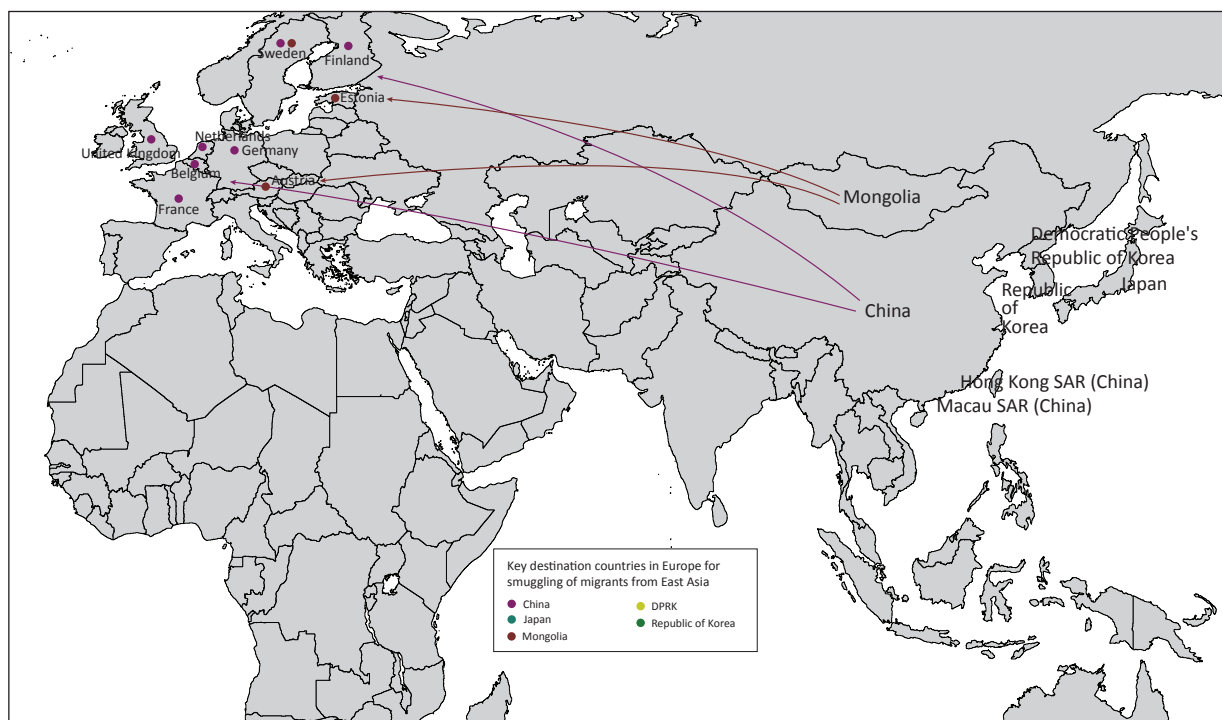 Sweden
Finland
Estonia
Netherlands
United Kingdom
Germany
Belgium
Austria
France
Mongolia
Democratic People's
Republic of Korea
Japan
Republic
of
Korea
China
Hong Kong SAR (China)
Macau SAR (China)
Key destination countries in Europe for
smuggling of migrants from East Asia
China
DPRK
Japan
Republic of Korea
Mongolia